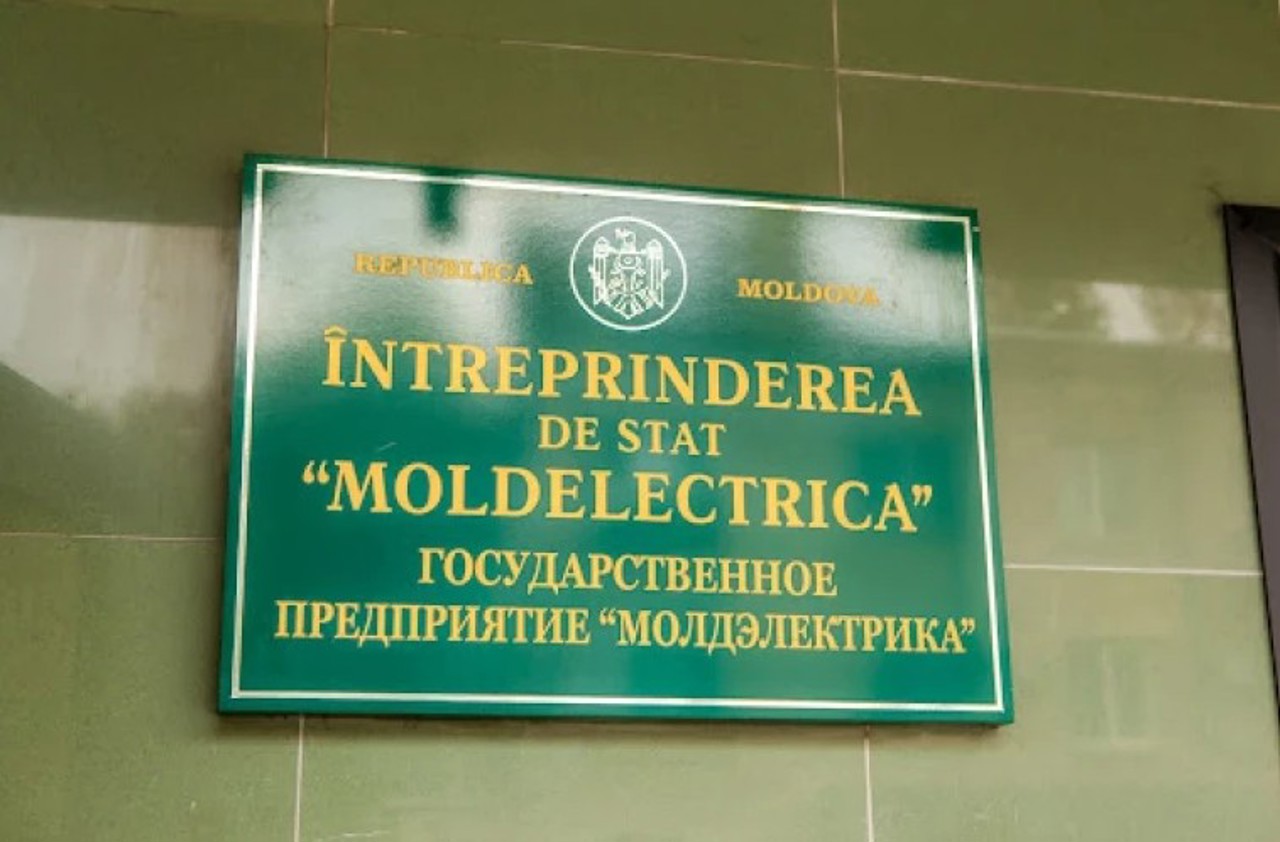 REPUBLICA MOLDOVA
ÎNTREPRINDEREA
DE STAT
“MOLDELECTRICA”
ГОСУДАРСТВЕННОЕ
ПРЕДПРИЯТИЕ “МОЛДЭЛЕКТРИКА”